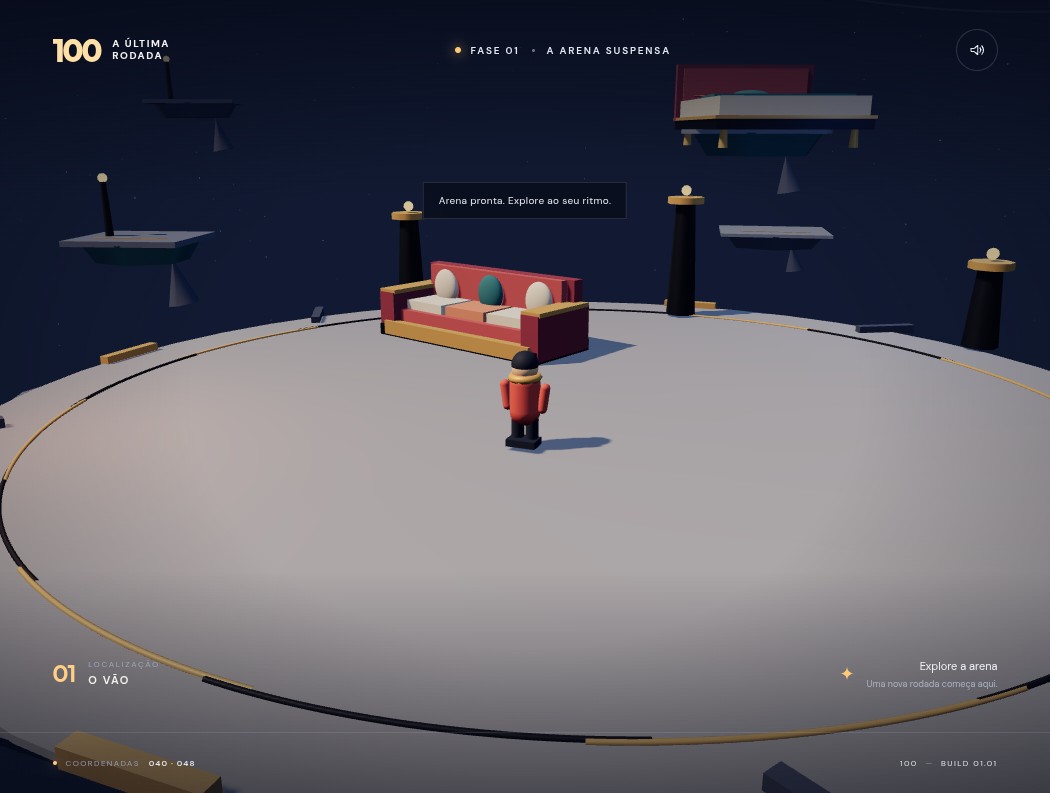 100
A ÚLTIMA
RODADA
FASE 01 • A ARENA SUSPENSA
Arena pronta. Explore ao seu ritmo.
01
LOCALIZAÇÃO
O VÃO
Explore a arena
Uma nova rodada começa aqui.
COORDENADAS 040 · 048
100 — BUILD 01.01